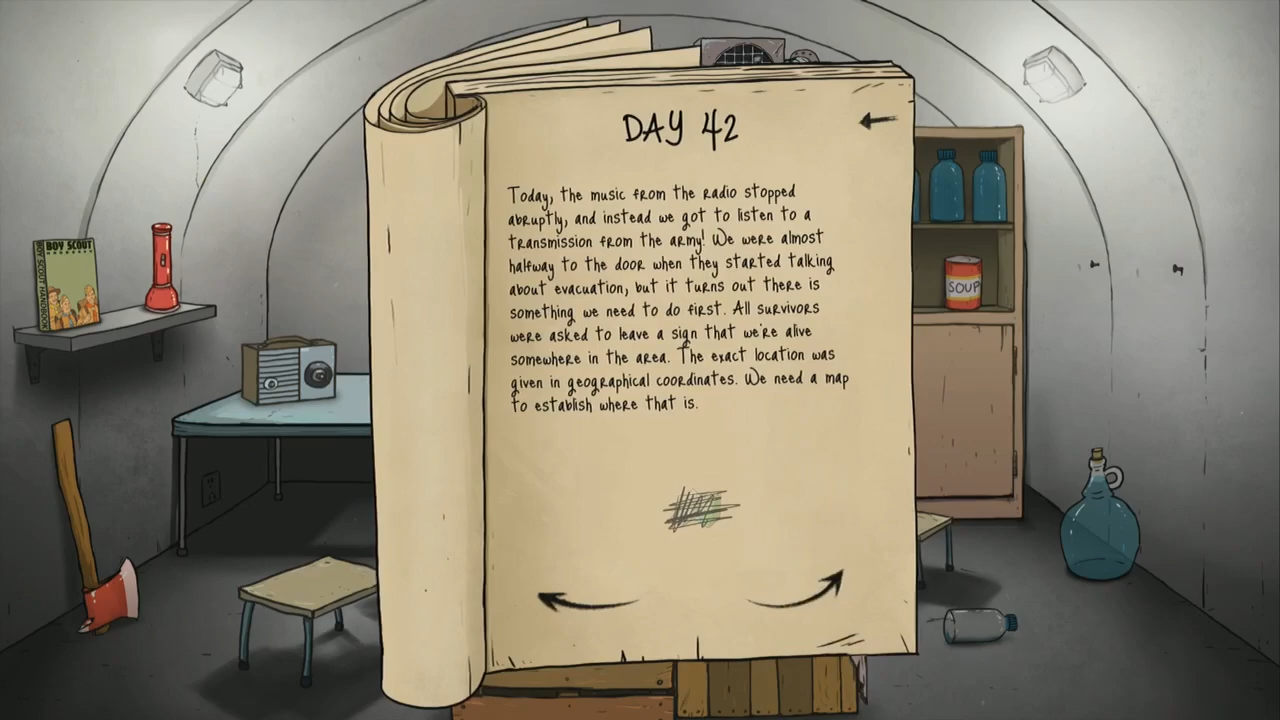 DAY 42
Today, the music from the radio stopped
abruptly, and instead we got to listen to a
transmission from the army! We were almost
halfway to the door when they started talking
about evacuation, but it turns out there is
something we need to do first. All survivors
were asked to leave a sign that we're alive
somewhere in the area. The exact location was
given in geographical coordinates. We need a map
to establish where that is.
BOY SCOUT
BOY SCOUT HANDBOOK
SOUP